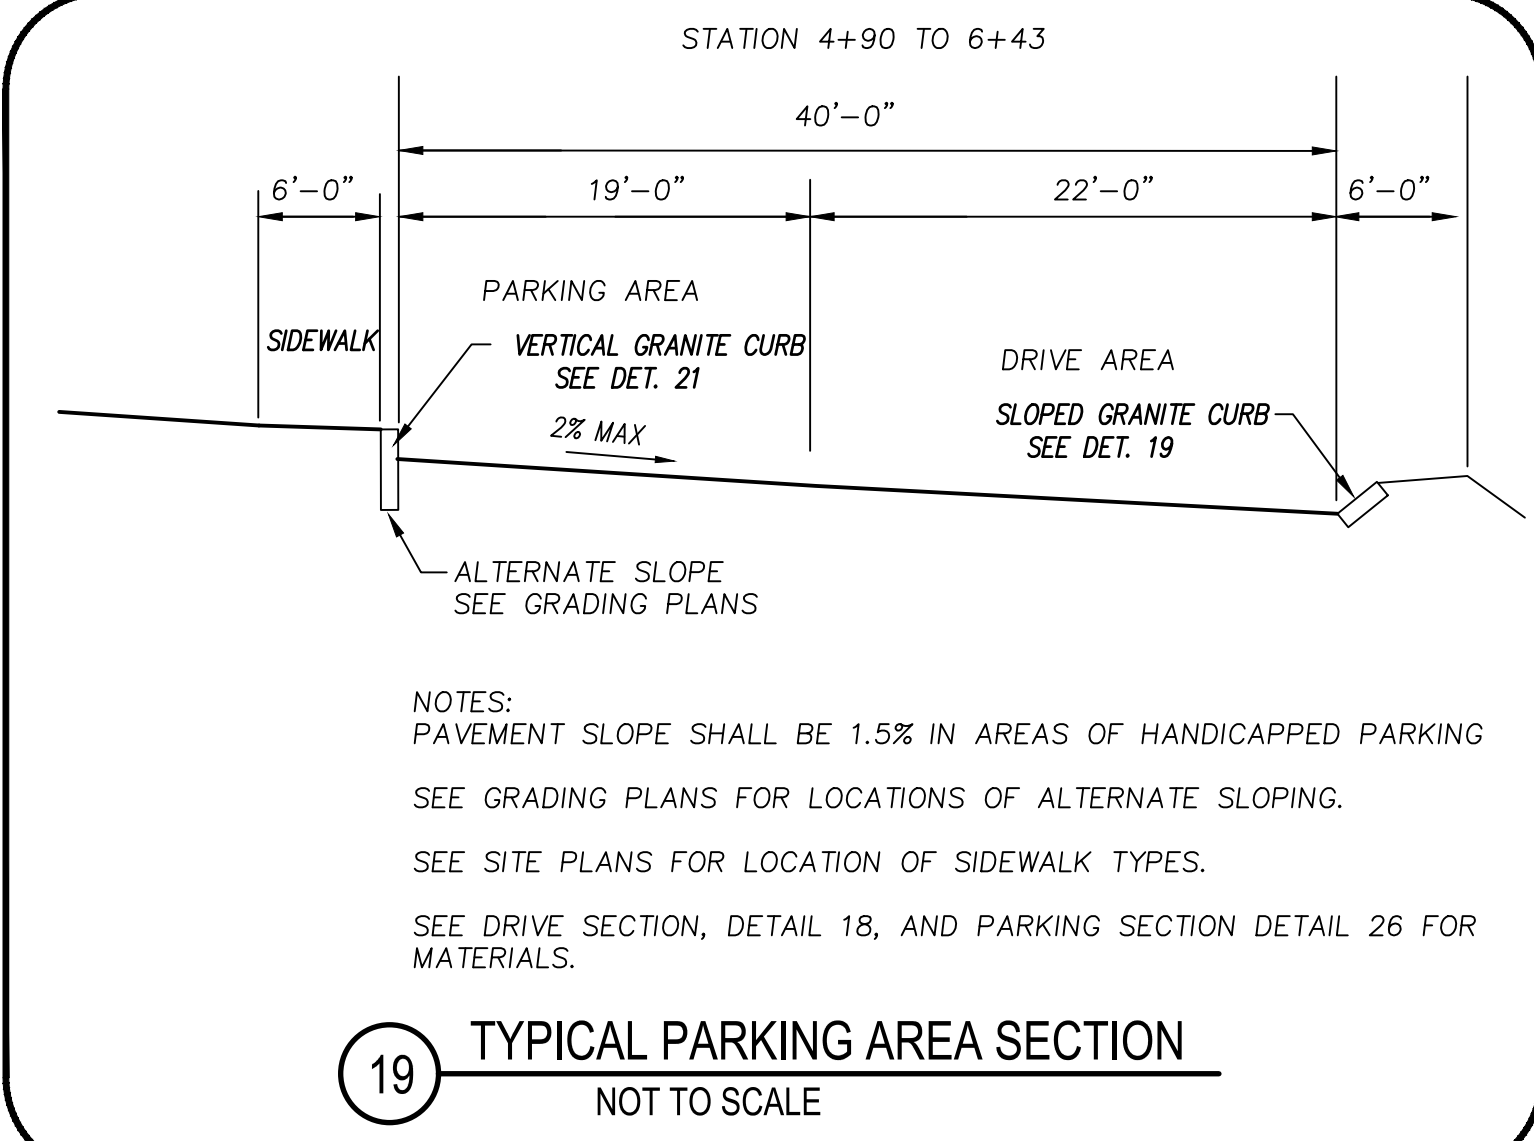 STATION 4+90 TO 6+43
40'-0"
6'-0"
19'-0"
22'-0"
6'-0"
PARKING AREA
SIDEWALK
VERTICAL GRANITE CURB
SEE DET. 21
DRIVE AREA
2% MAX
SLOPED GRANITE CURB
SEE DET. 19
ALTERNATE SLOPE
SEE GRADING PLANS
NOTES:
PAVEMENT SLOPE SHALL BE 1.5% IN AREAS OF HANDICAPPED PARKING
SEE GRADING PLANS FOR LOCATIONS OF ALTERNATE SLOPING.
SEE SITE PLANS FOR LOCATION OF SIDEWALK TYPES.
SEE DRIVE SECTION, DETAIL 18, AND PARKING SECTION DETAIL 26 FOR
MATERIALS.
19
TYPICAL PARKING AREA SECTION
NOT TO SCALE